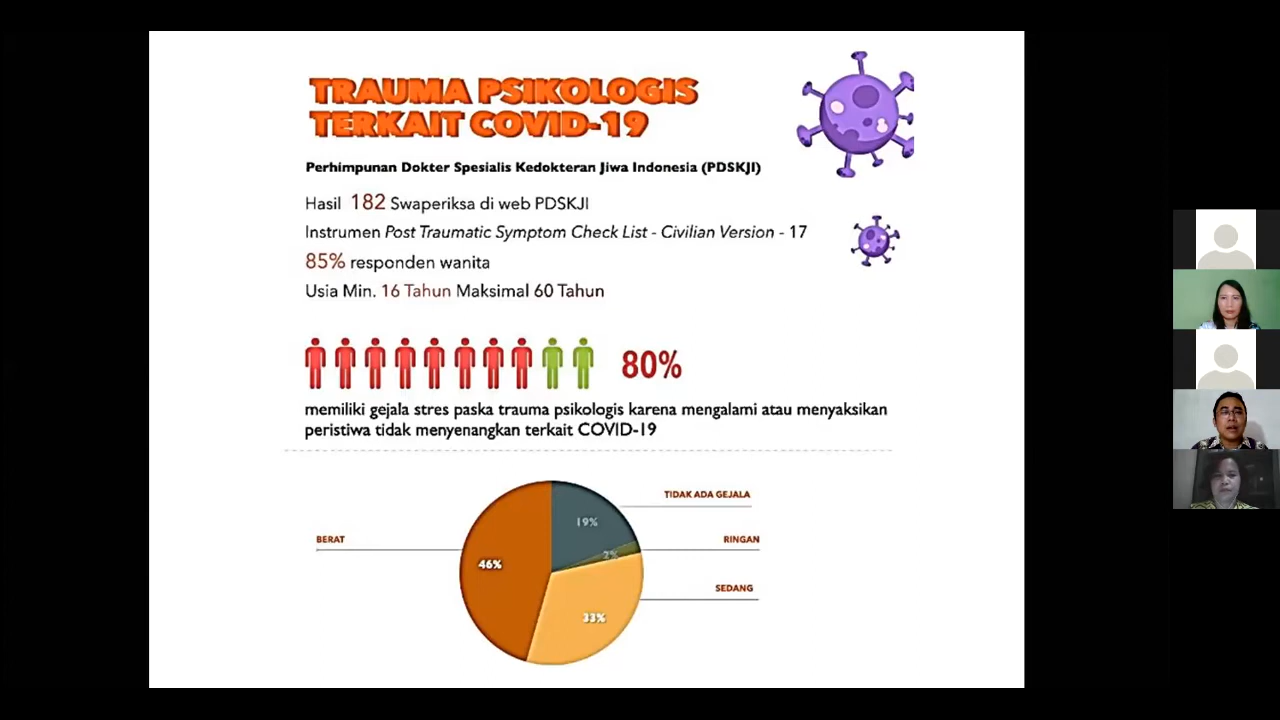 TRAUMA PSIKOLOGIS
TERKAIT COVID-19
Perhimpunan Dokter Spesialis Kedokteran Jiwa Indonesia (PDSKJI)
Hasil 182 Swaperiksa di web PDSKJI
Instrumen Post Traumatic Symptom Check List - Civilian Version - 17
85% responden wanita
Usia Min. 16 Tahun Maksimal 60 Tahun
80%
memiliki gejala stres paska trauma psikologis karena mengalami atau menyaksikan
peristiwa tidak menyenangkan terkait COVID-19
TIDAK ADA GEJALA
19%
BERAT
RINGAN
2%
46%
SEDANG
33%